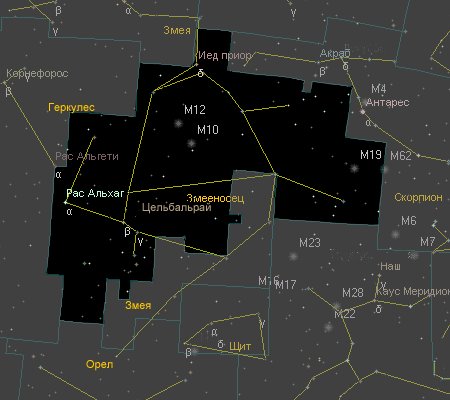 β
γ
α
Змея
γ
Иед приор
δ
Акраб
β
δ
Корнефорос
β
M4
Геркулес
M12
Антарес
α
M10
Рас Альгети
M19
M62
α
Рас Альхаг
Змееносец
Скорпион
α
Цельбальрай
M6
β
γ
M23
M7
Наш
γ
M16
M17
Каус Меридион
M28
δ
Змея
M22
γ
α
δ
β
Щит
Орел